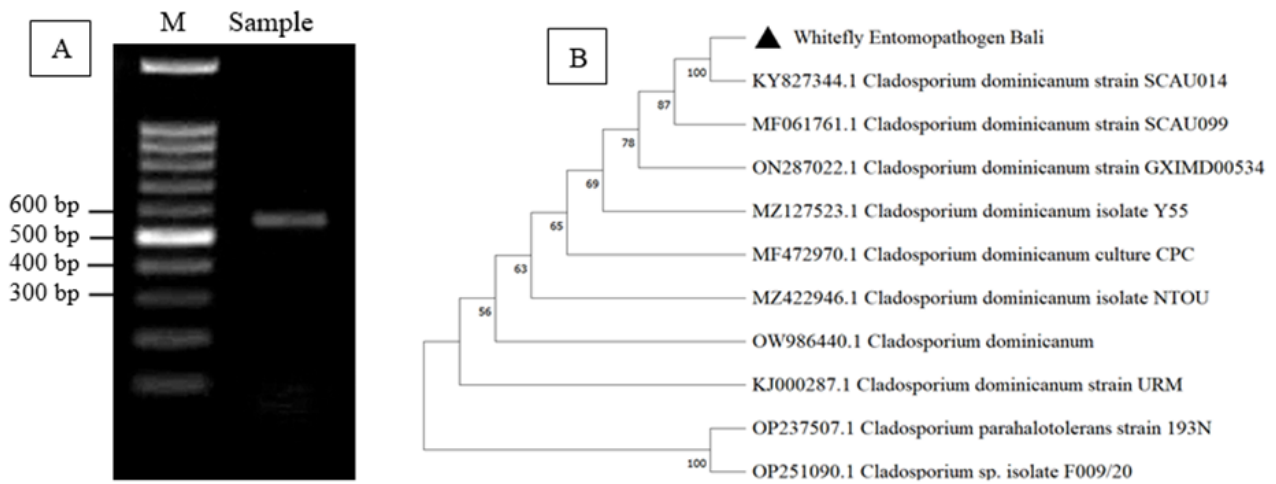 A
M Sample
600 bp
500 bp
400 bp
300 bp
B
Whitefly Entomopathogen Bali
KY827344.1 Cladosporium dominicanum strain SCAU014
MF061761.1 Cladosporium dominicanum strain SCAU099
ON287022.1 Cladosporium dominicanum strain GXIMD00534
MZ127523.1 Cladosporium dominicanum isolate Y55
MF472970.1 Cladosporium dominicanum culture CPC
MZ422946.1 Cladosporium dominicanum isolate NTOU
OW986440.1 Cladosporium dominicanum
KJ000287.1 Cladosporium dominicanum strain URM
OP237507.1 Cladosporium parahalotolerans strain 193N
OP251090.1 Cladosporium sp. isolate F009/20
100
87
78
69
65
63
56
100